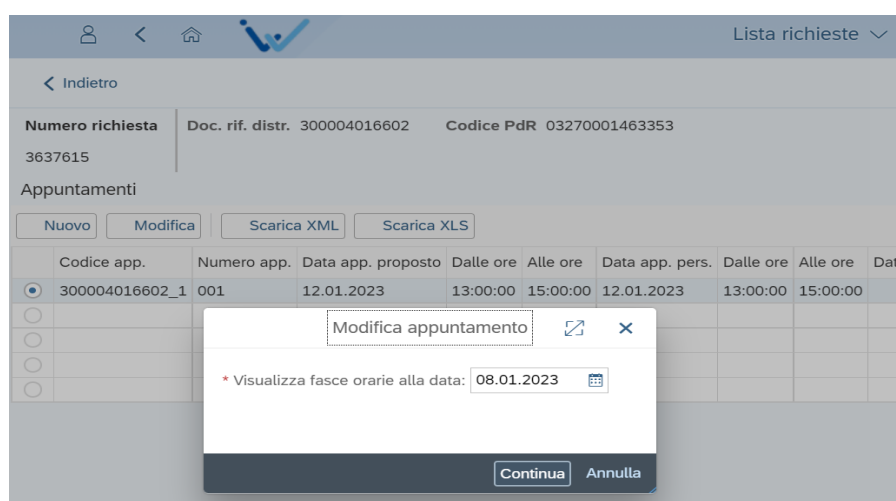 Lista richieste
Indietro
Numero richiesta Doc. rif. distr. 300004016602 Codice PdR 03270001463353
3637615
Appuntamenti
Nuovo Modifica Scarica XML Scarica XLS
Codice app. Numero app. Data app. proposto Dalle ore Alle ore Data app. pers. Dalle ore Alle ore Dat
300004016602_1 001 12.01.2023 13:00:00 15:00:00 12.01.2023 13:00:00 15:00:00
Modifica appuntamento
* Visualizza fasce orarie alla data: 08.01.2023
Continua Annulla